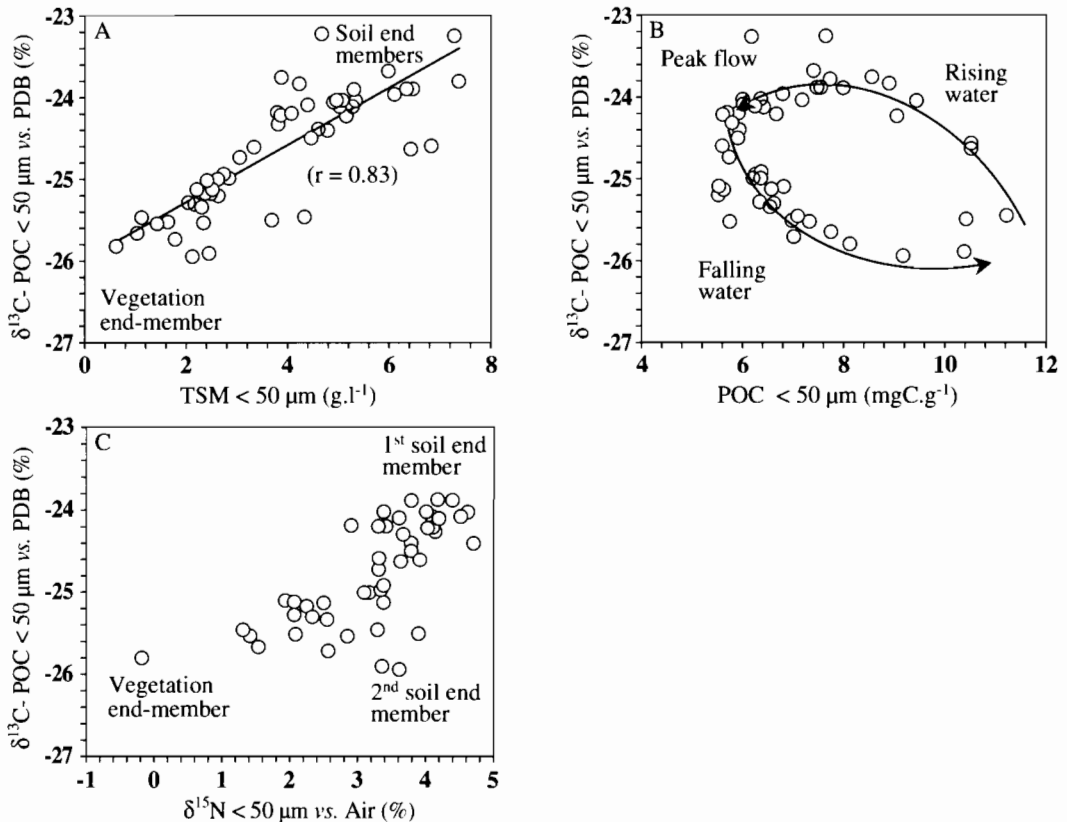 A
Soil end
members
(r = 0.83)
Vegetation
end-member
-23
-24
-25
-26
-27
0
2
4
6
8
δ¹³C- POC < 50 µm vs. PDB (%)
TSM < 50 µm (g.l⁻¹)
B
Peak flow
Rising
water
Falling
water
-23
-24
-25
-26
-27
4
6
8
10
12
δ¹³C- POC < 50 µm vs. PDB (%)
POC < 50 µm (mgC.g⁻¹)
C
1st soil end
member
Vegetation
end-member
2nd soil end
member
-23
-24
-25
-26
-27
-1
0
1
2
3
4
5
δ¹³C- POC < 50 µm vs. PDB (%)
δ¹⁵N < 50 µm vs. Air (%)